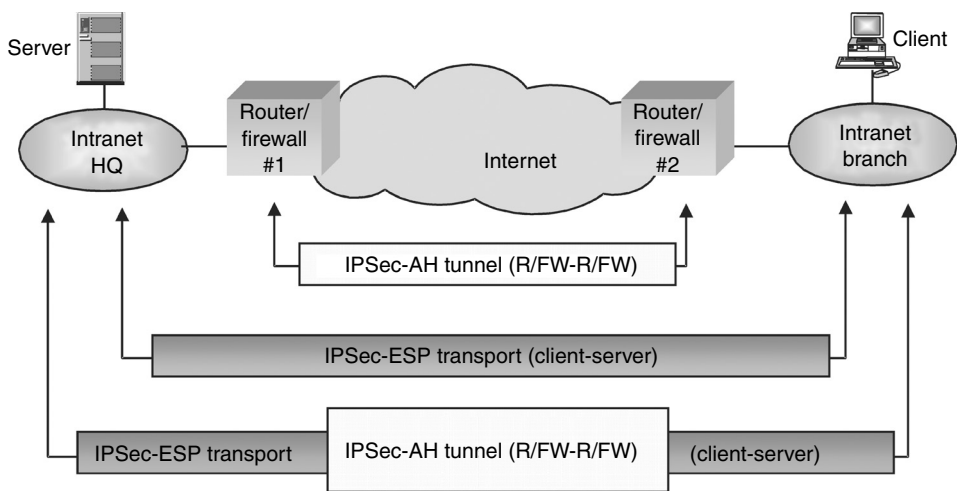 Server
Client
Intranet
HQ
Router/
firewall
#1
Internet
Router/
firewall
#2
Intranet
branch
IPSec-AH tunnel (R/FW-R/FW)
IPSec-ESP transport (client-server)
IPSec-ESP transport
IPSec-AH tunnel (R/FW-R/FW)
(client-server)